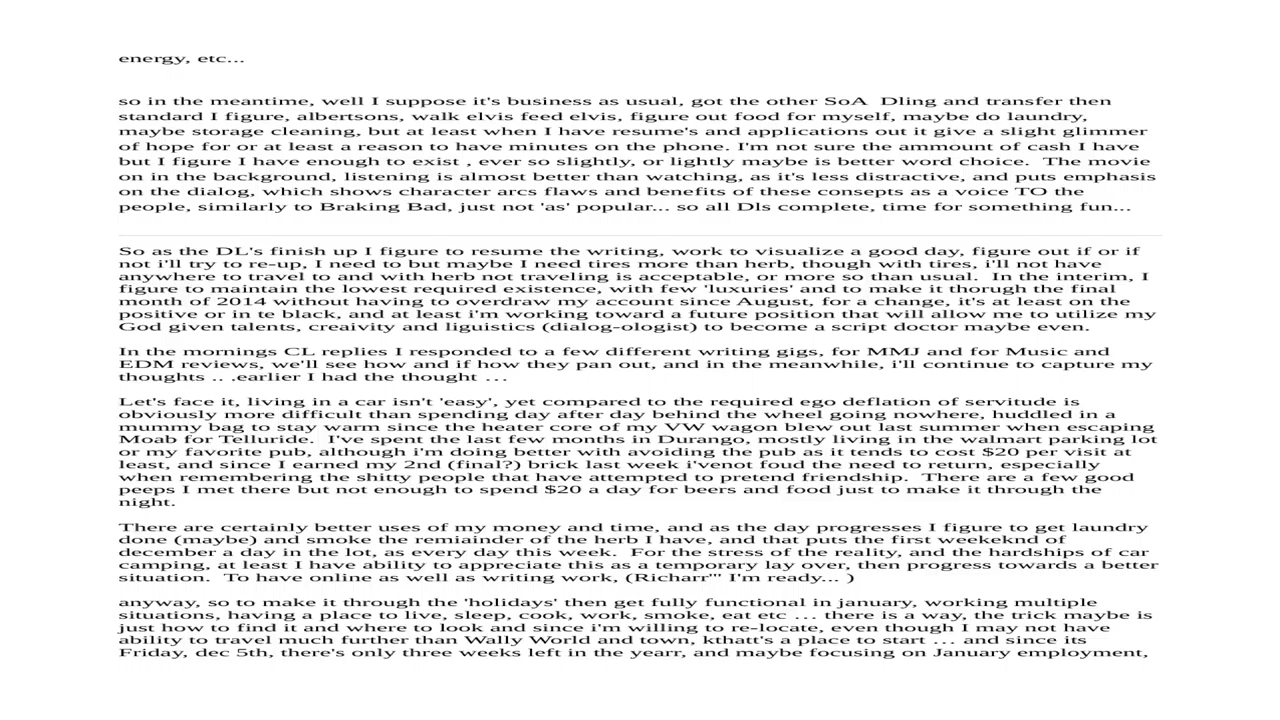 energy, etc...
so in the meantime, well I suppose it's business as usual, got the other SoA  Dling and transfer then
standard I figure, albertsons, walk elvis feed elvis, figure out food for myself, maybe do laundry,
maybe storage cleaning, but at least when I have resume's and applications out it give a slight glimmer
of hope for or at least a reason to have minutes on the phone. I'm not sure the ammount of cash I have
but I figure I have enough to exist , ever so slightly, or lightly maybe is better word choice.  The movie
on in the background, listening is almost better than watching, as it's less distractive, and puts emphasis
on the dialog, which shows character arcs flaws and benefits of these consepts as a voice TO the
people, similarly to Braking Bad, just not 'as' popular... so all Dls complete, time for something fun...
So as the DL's finish up I figure to resume the writing, work to visualize a good day, figure out if or if
not i'll try to re-up, I need to but maybe I need tires more than herb, though with tires, i'll not have
anywhere to travel to and with herb not traveling is acceptable, or more so than usual.  In the interim, I
figure to maintain the lowest required existence, with few 'luxuries' and to make it thorugh the final
month of 2014 without having to overdraw my account since August, for a change, it's at least on the
positive or in te black, and at least i'm working toward a future position that will allow me to utilize my
God given talents, creaivity and liguistics (dialog-ologist) to become a script doctor maybe even.
In the mornings CL replies I responded to a few different writing gigs, for MMJ and for Music and
EDM reviews, we'll see how and if how they pan out, and in the meanwhile, i'll continue to capture my
thoughts .. .earlier I had the thought …
Let's face it, living in a car isn't 'easy', yet compared to the required ego deflation of servitude is
obviously more difficult than spending day after day behind the wheel going nowhere, huddled in a
mummy bag to stay warm since the heater core of my VW wagon blew out last summer when escaping
Moab for Telluride.  I've spent the last few months in Durango, mostly living in the walmart parking lot
or my favorite pub, although i'm doing better with avoiding the pub as it tends to cost $20 per visit at
least, and since I earned my 2nd (final?) brick last week i'venot foud the need to return, especially
when remembering the shitty people that have attempted to pretend friendship.  There are a few good
peeps I met there but not enough to spend $20 a day for beers and food just to make it through the
night.
There are certainly better uses of my money and time, and as the day progresses I figure to get laundry
done (maybe) and smoke the remiainder of the herb I have, and that puts the first weekeknd of
december a day in the lot, as every day this week.  For the stress of the reality, and the hardships of car
camping, at least I have ability to appreciate this as a temporary lay over, then progress towards a better
situation.  To have online as well as writing work, (Richarr"' I'm ready... )
anyway, so to make it through the 'holidays' then get fully functional in january, working multiple
situations, having a place to live, sleep, cook, work, smoke, eat etc … there is a way, the trick maybe is
just how to find it and where to look and since i'm willing to re-locate, even though I may not have
ability to travel much further than Wally World and town, kthatt's a place to start … and since its
Friday, dec 5th, there's only three weeks left in the yearr, and maybe focusing on January employment,